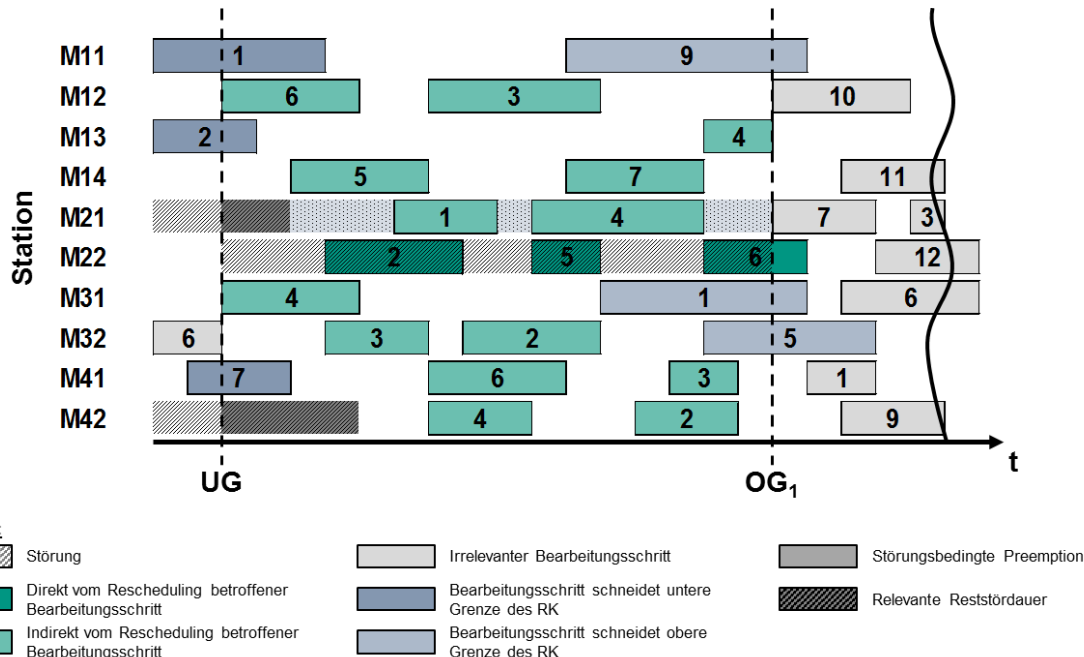 M11 1 9
M12 6 3 10
M13 2 4
M14 5 7 11
M21 1 4 7 3
M22 2 5 6 12
M31 4 1 6
M32 6 3 2 5
M41 7 6 3 1
M42 4 2 9
Station
t
UG OG₁
Störung
Irrelevanter Bearbeitungsschritt
Störungsbedingte Preemption
Direkt vom Rescheduling betroffener
Bearbeitungsschritt
Bearbeitungsschritt schneidet untere
Grenze des RK
Relevante Reststördauer
Indirekt vom Rescheduling betroffener
Bearbeitungsschritt
Bearbeitungsschritt schneidet obere
Grenze des RK